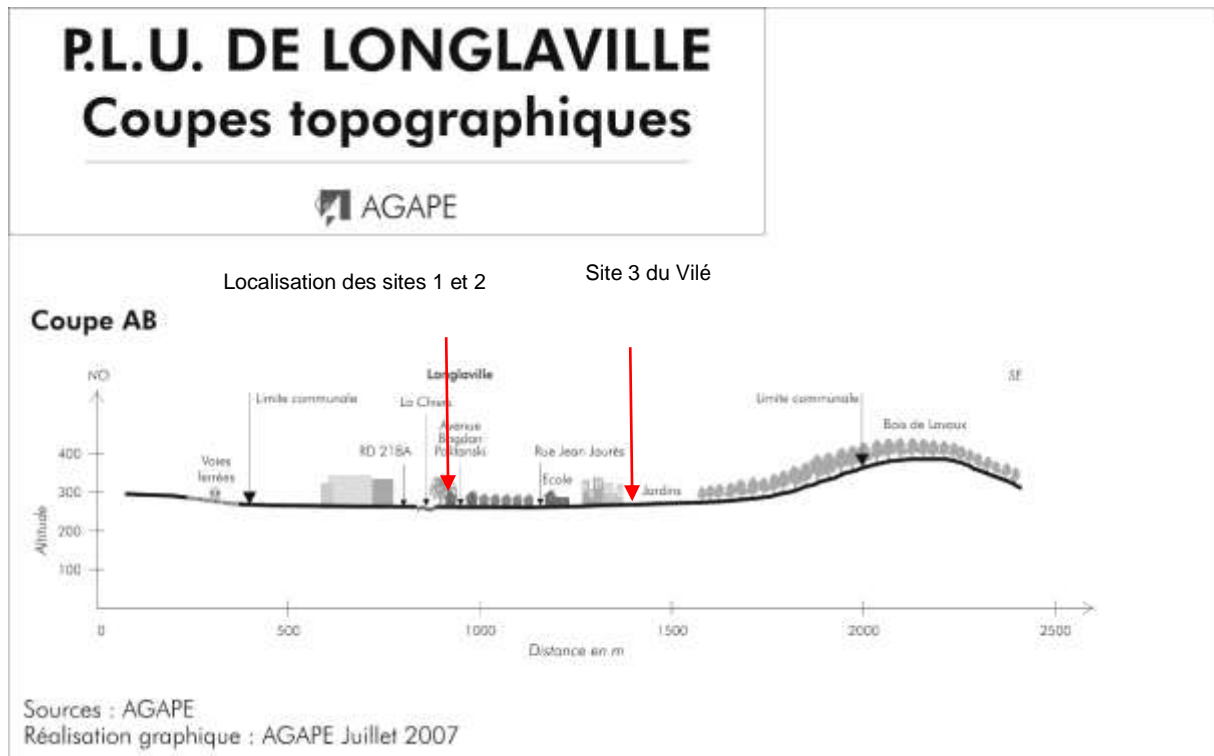 P.L.U. DE LONGLAVILLE
Coupes topographiques
AGAPE
Localisation des sites 1 et 2
Site 3 du Vilé
Coupe AB
NO
Longlaville
SE
Limite communale
La Chiers
Limite communale
Bois de Lavaux
Avenue
RD 218A
Rue Jean Jaurès
Voies
ferrées
Ecole
Jardins
400
300
200
100
Altitude
0
500
1000
1500
2000
2500
Distance en m
Sources : AGAPE
Réalisation graphique : AGAPE Juillet 2007